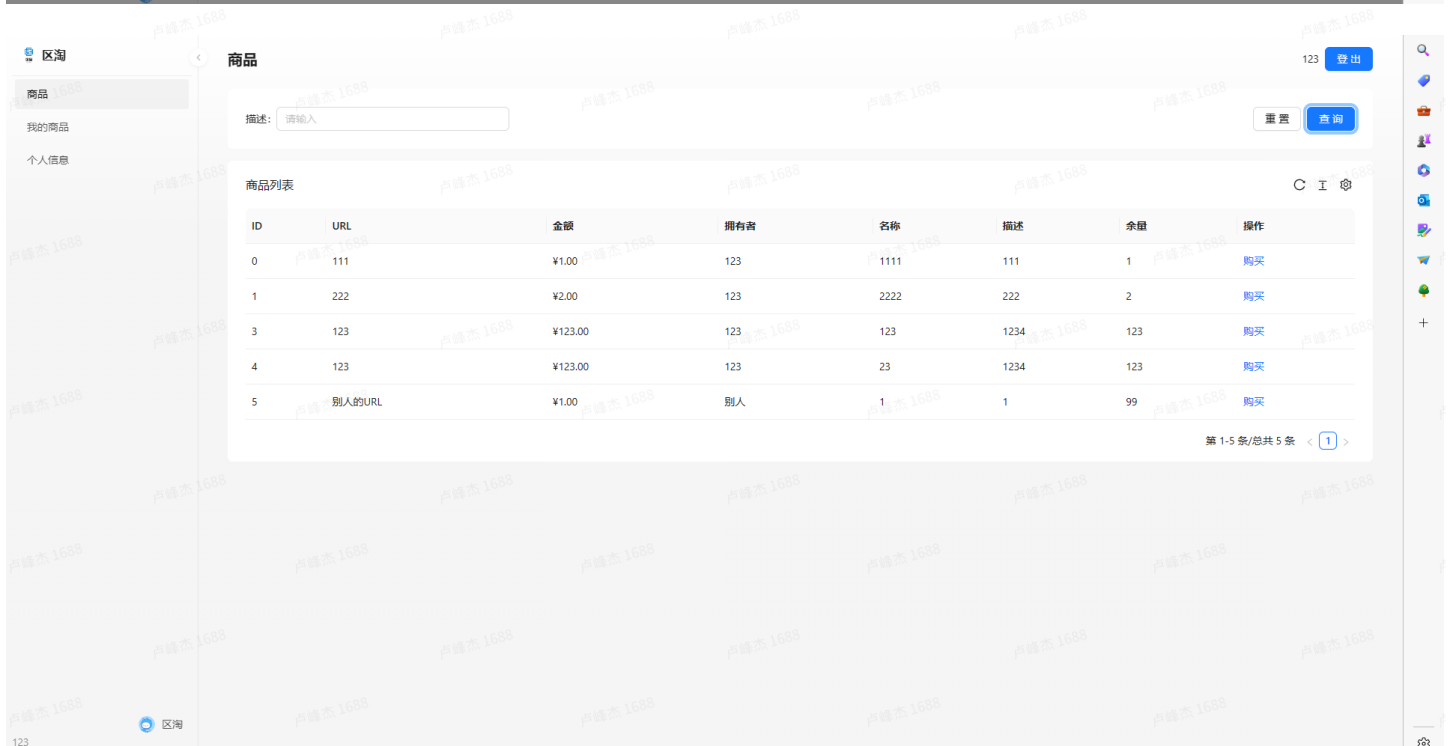 区淘
商品
我的商品
个人信息
商品
123 登出
描述: 请输入
重置 查询
商品列表
ID URL 金额 拥有者 名称 描述 余量 操作
0 111 ¥1.00 123 1111 111 1 购买
1 222 ¥2.00 123 2222 222 2 购买
3 123 ¥123.00 123 123 1234 123 购买
4 123 ¥123.00 123 23 1234 123 购买
5 别人的URL ¥1.00 别人 1 1 99 购买
第 1-5 条/总共 5 条 1
区淘
123
卢峰杰 1688